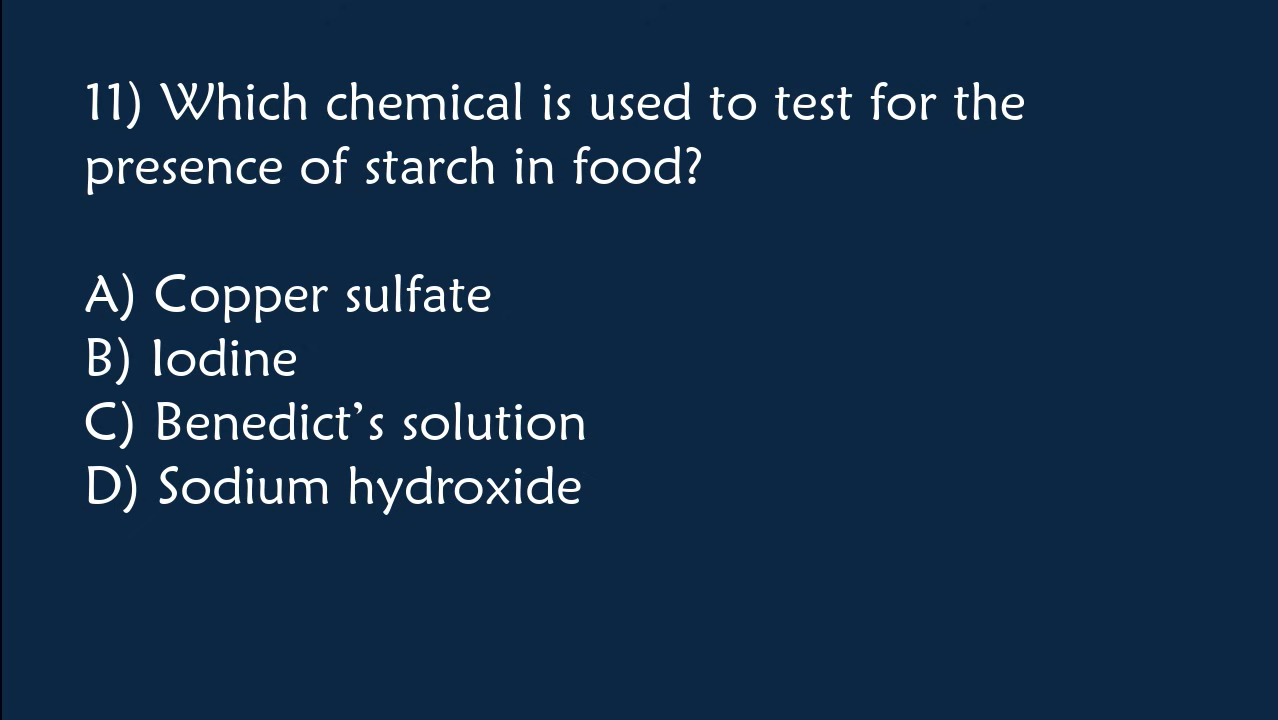 11) Which chemical is used to test for the
presence of starch in food?
A) Copper sulfate
B) Iodine
C) Benedict’s solution
D) Sodium hydroxide